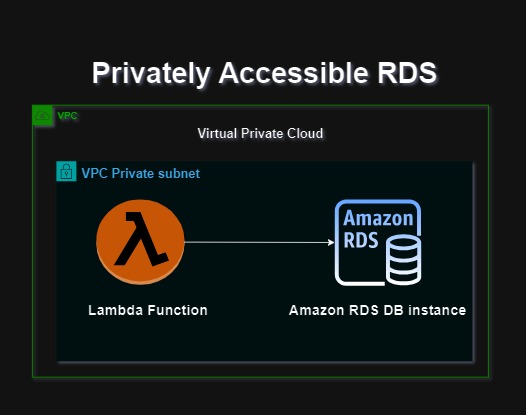 Privately Accessible RDS
VPC
Virtual Private Cloud
VPC Private subnet
Amazon
RDS
Lambda Function
Amazon RDS DB instance